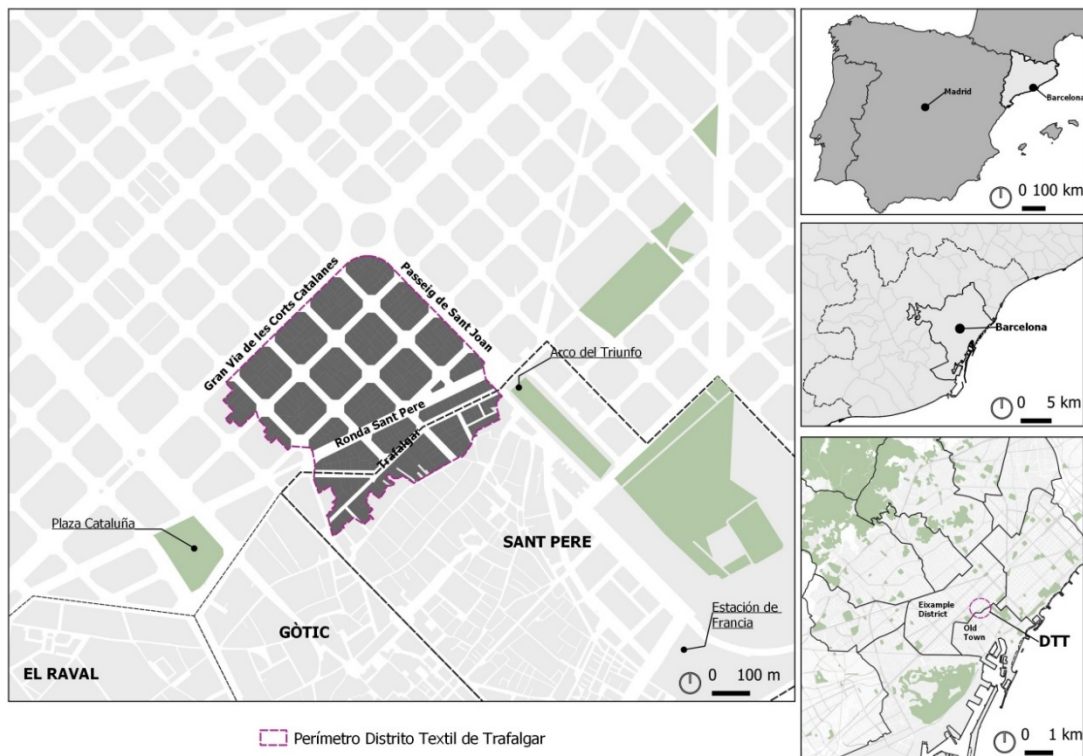 Gran Via de les Corts Catalanes
Passeig de Sant Joan
Arco del Triunfo
Ronda Sant Pere
Trafalgar
Plaza Cataluña
SANT PERE
GÒTIC
EL RAVAL
Estación de
Francia
0 100 m
Perímetro Distrito Textil de Trafalgar
Madrid
Barcelona
0 100 km
Barcelona
0 5 km
Eixample
District
Old
Town
DTT
0 1 km